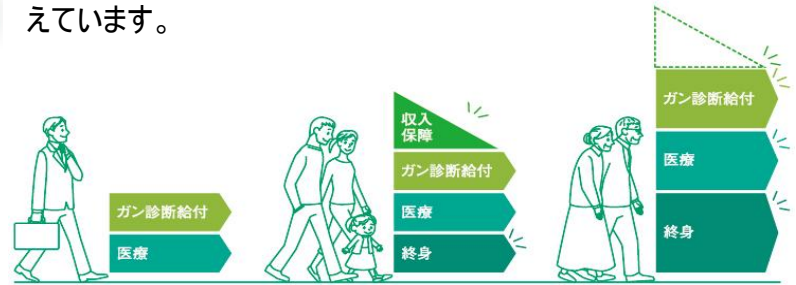 えています。
ガン診断給付
医療
収入
保障
ガン診断給付
医療
終身
ガン診断給付
医療
終身